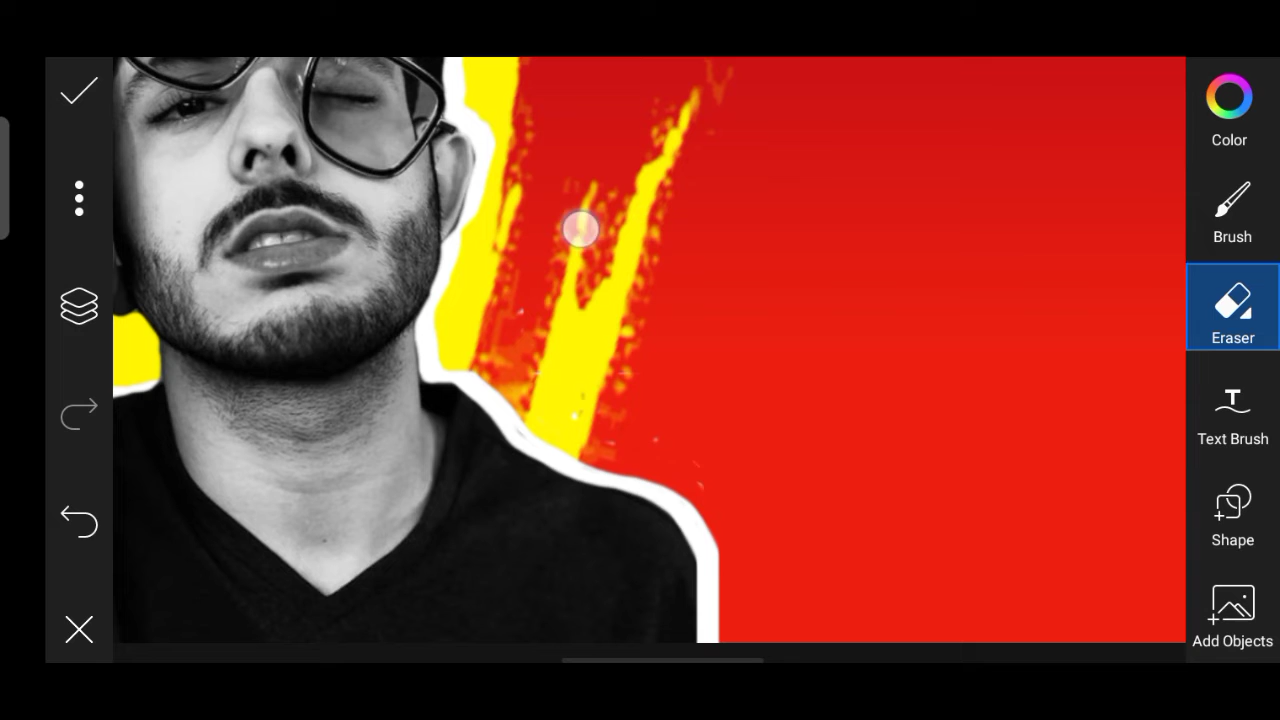 Color
Brush
Eraser
Text Brush
Shape
Add Objects